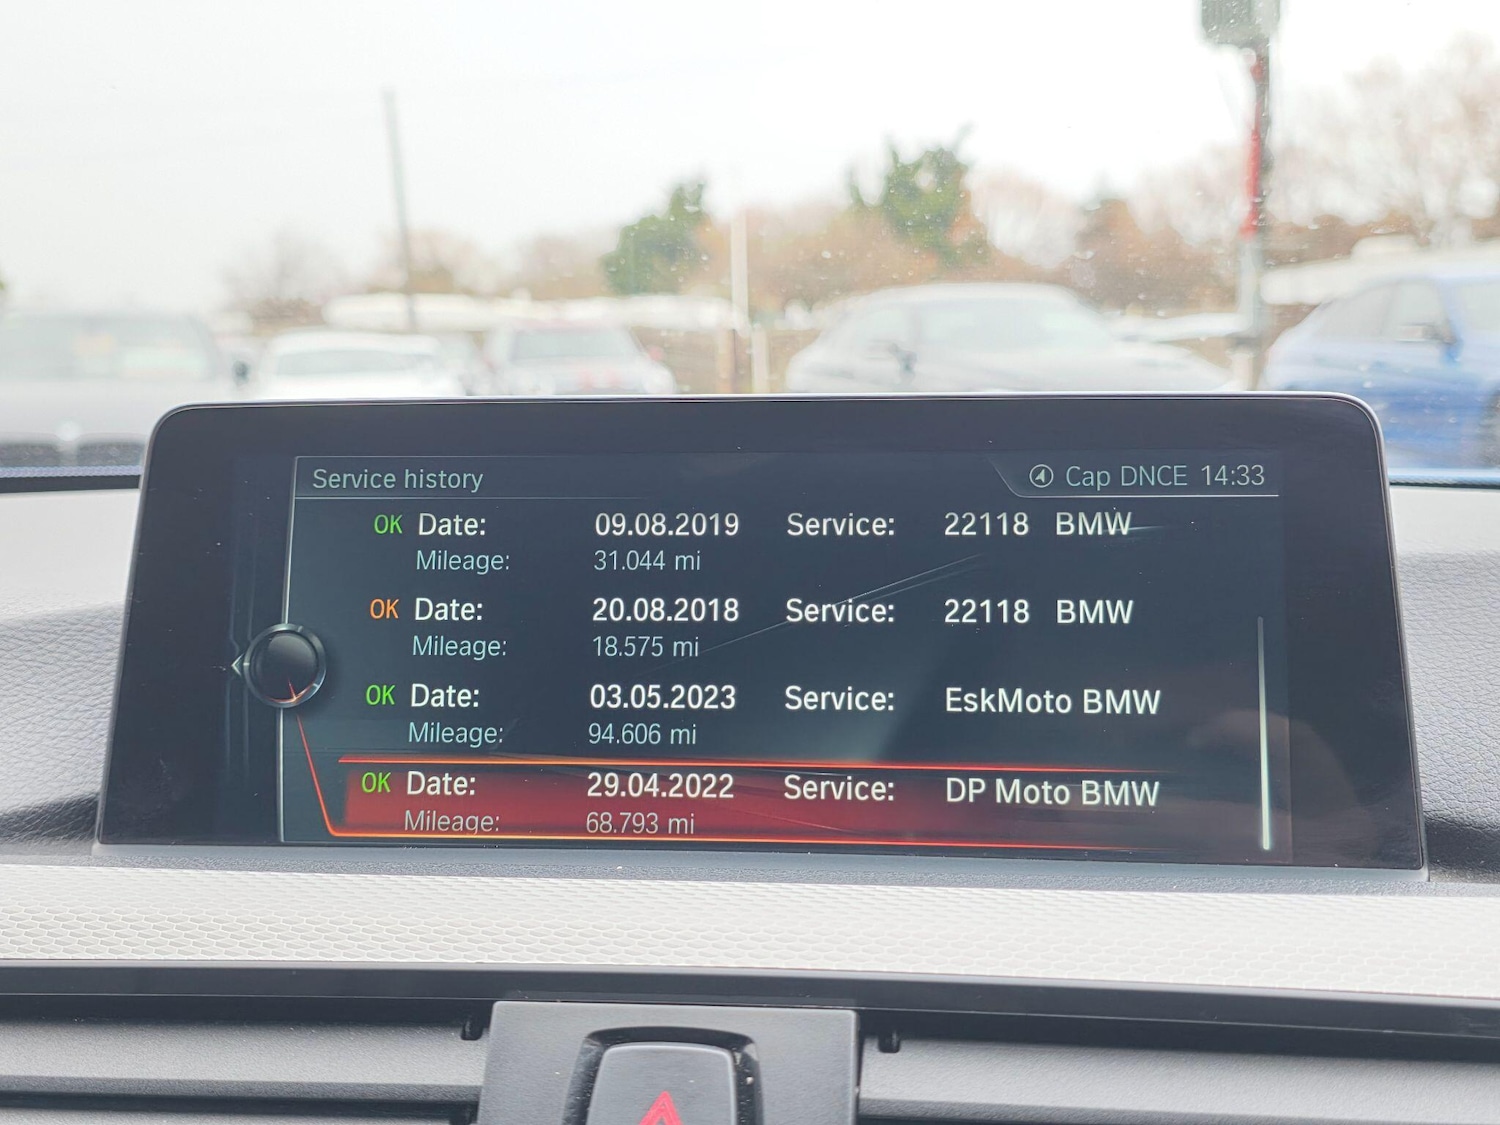 Service history Cap DNCE 14:33
OK Date: 09.08.2019 Service: 22118 BMW
Mileage: 31.044 mi
OK Date: 20.08.2018 Service: 22118 BMW
Mileage: 18.575 mi
OK Date: 03.05.2023 Service: EskMoto BMW
Mileage: 94.606 mi
OK Date: 29.04.2022 Service: DP Moto BMW
Mileage: 68.793 mi